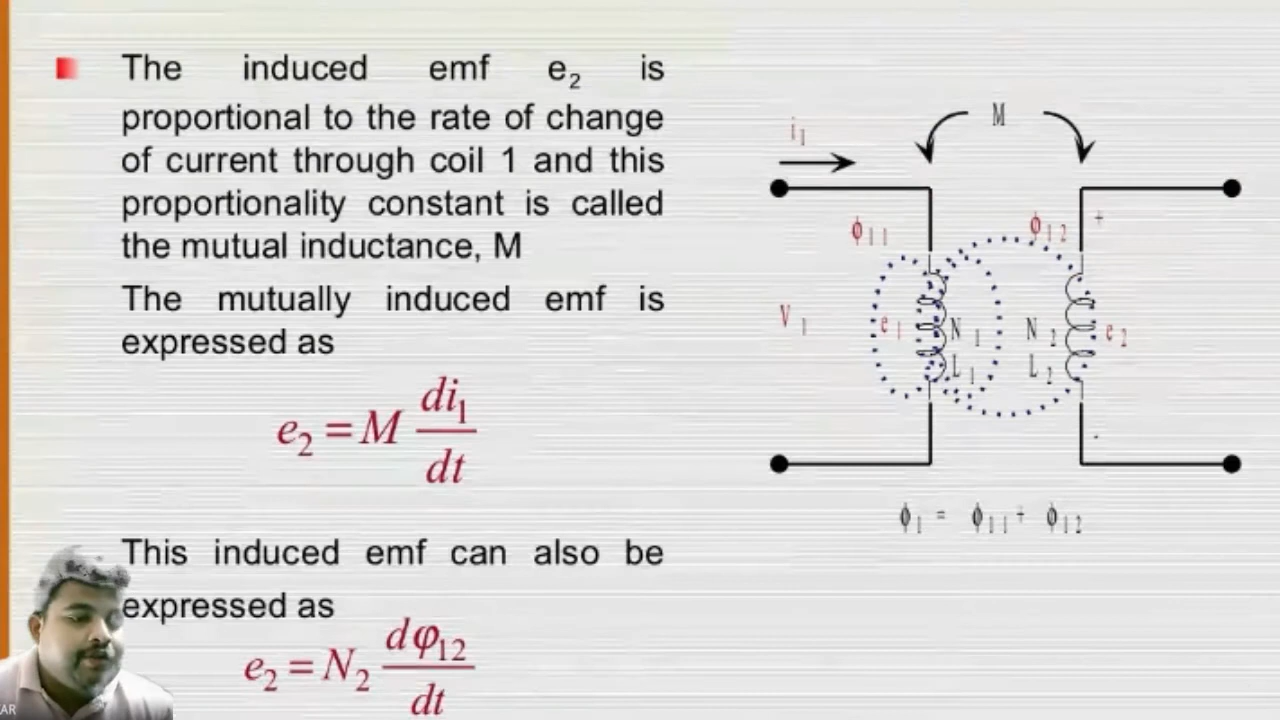 The induced emf e₂ is
proportional to the rate of change
of current through coil 1 and this
proportionality constant is called
the mutual inductance, M
The mutually induced emf is
expressed as
e₂ = M di₁/dt
This induced emf can also be
expressed as
e₂ = N₂ dφ₁₂/dt
M
i₁
ϕ₁₁ ϕ₁₂ +
V₁ e₁ N₁ N₂ e₂
L₁ L₂
-
ϕ₁ = ϕ₁₁ + ϕ₁₂
AR